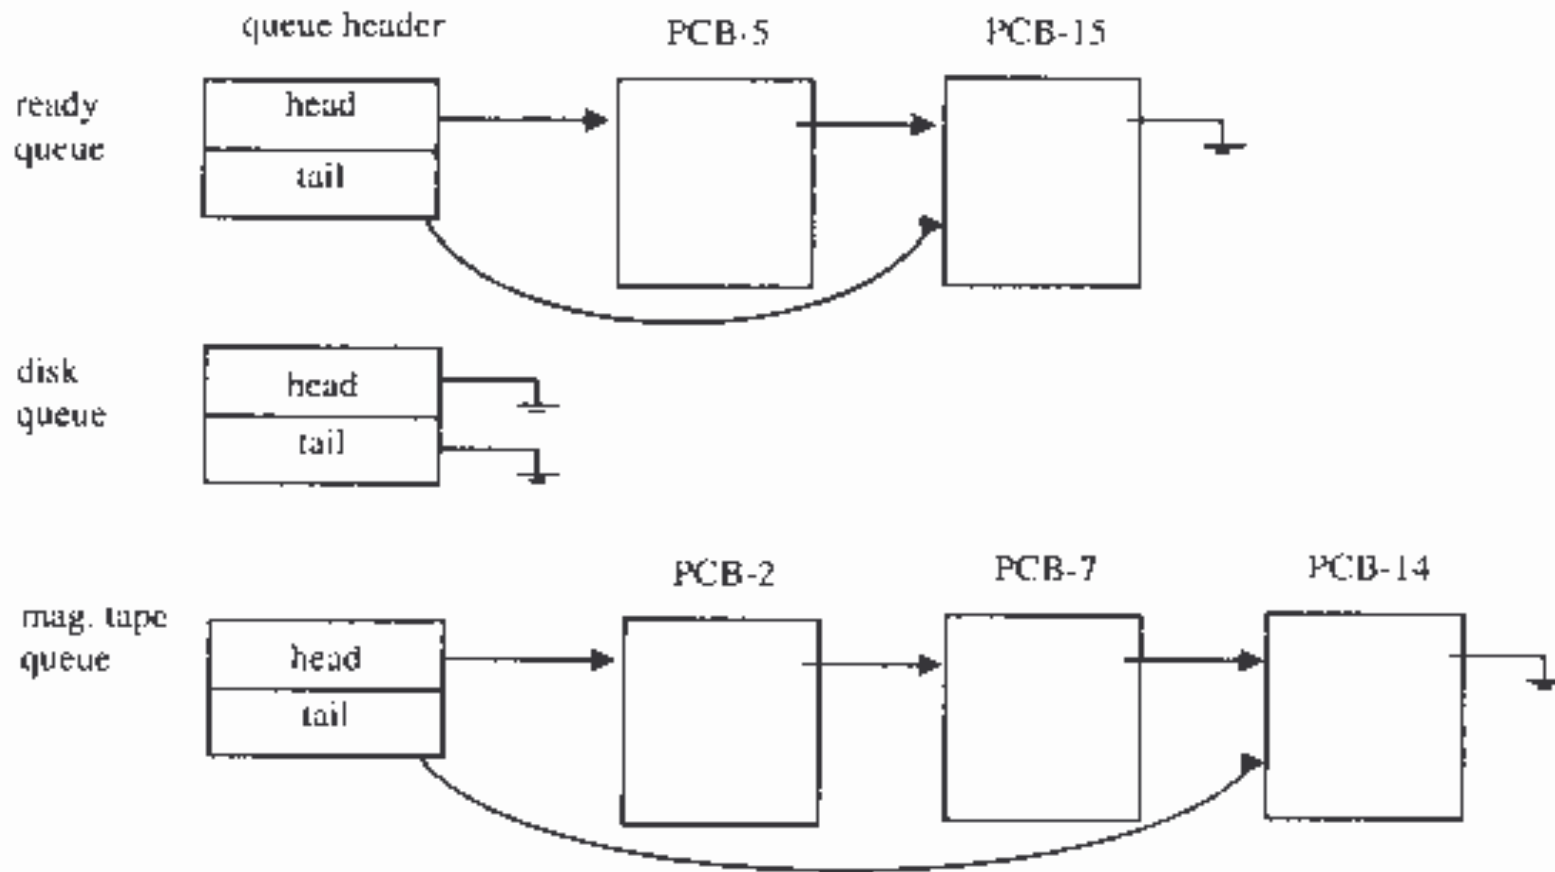 queue header
PCB-5
PCB-15
ready
queue
head
tail
disk
queue
head
tail
PCB-2
PCB-7
PCB-14
mag. tape
queue
head
tail